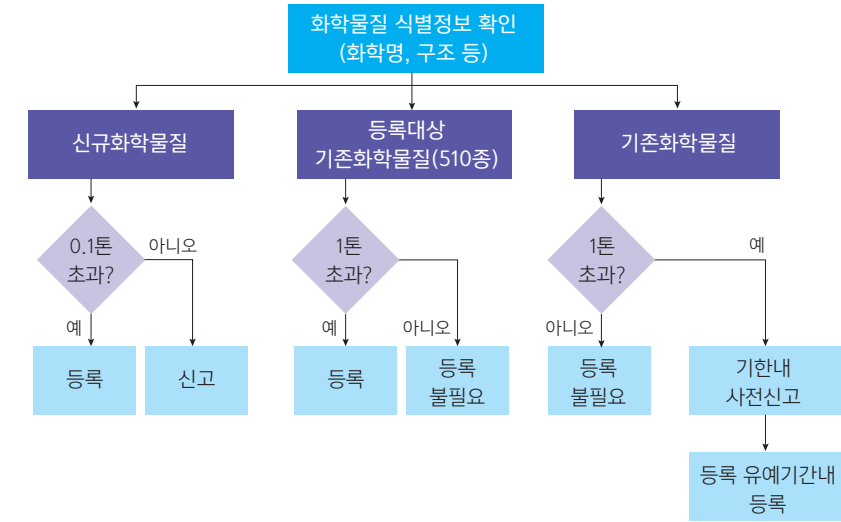 화학물질 식별정보 확인
(화학명, 구조 등)
신규화학물질
등록대상
기존화학물질(510종)
기존화학물질
0.1톤
초과?
아니오
예
등록
신고
1톤
초과?
예
아니오
등록
등록
불필요
1톤
초과?
예
아니오
등록
불필요
기한내
사전신고
등록 유예기간내
등록